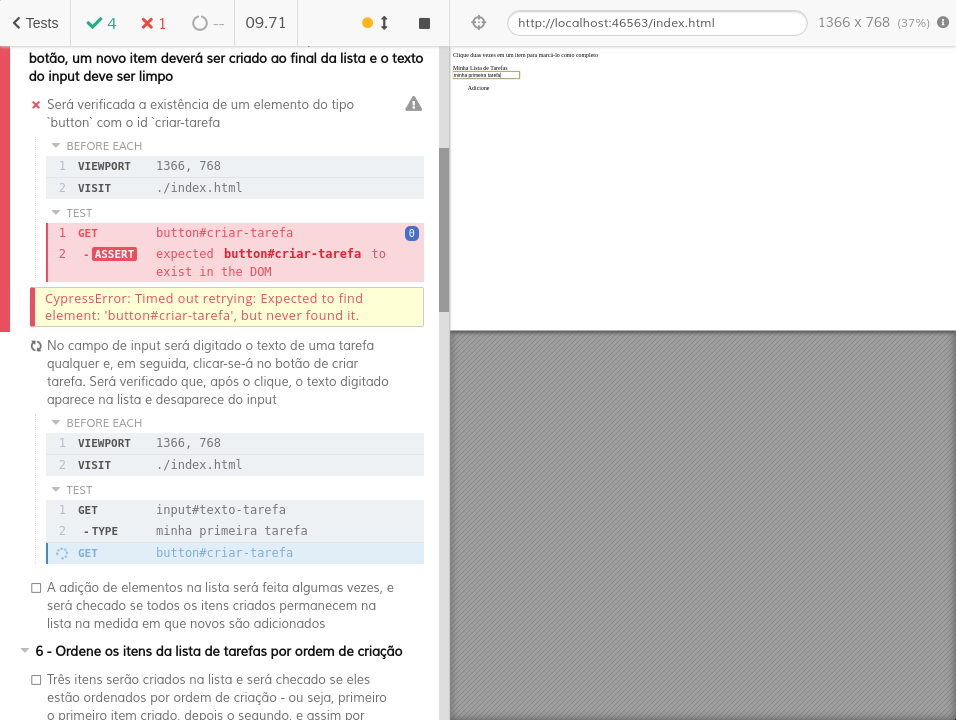 Tests
4
1
--
09.71
http://localhost:46563/index.html
1366 x 768 (37%)
botão, um novo item deverá ser criado ao final da lista e o texto
do input deve ser limpo
Será verificada a existência de um elemento do tipo
`button` com o id `criar-tarefa
BEFORE EACH
1 VIEWPORT 1366, 768
2 VISIT ./index.html
TEST
1 GET button#criar-tarefa 0
2 - ASSERT expected button#criar-tarefa to
exist in the DOM
CypressError: Timed out retrying: Expected to find
element: 'button#criar-tarefa', but never found it.
No campo de input será digitado o texto de uma tarefa
qualquer e, em seguida, clicar-se-á no botão de criar
tarefa. Será verificado que, após o clique, o texto digitado
aparece na lista e desaparece do input
BEFORE EACH
1 VIEWPORT 1366, 768
2 VISIT ./index.html
TEST
1 GET input#texto-tarefa
2 - TYPE minha primeira tarefa
GET button#criar-tarefa
A adição de elementos na lista será feita algumas vezes, e
será checado se todos os itens criados permanecem na
lista na medida em que novos são adicionados
6 - Ordene os itens da lista de tarefas por ordem de criação
Três itens serão criados na lista e será checado se eles
estão ordenados por ordem de criação - ou seja, primeiro
o primeiro item criado, depois o segundo, e assim por
Clique duas vezes em um item para marcá-lo como completo
Minha Lista de Tarefas
minha primeira tarefa
Adicione